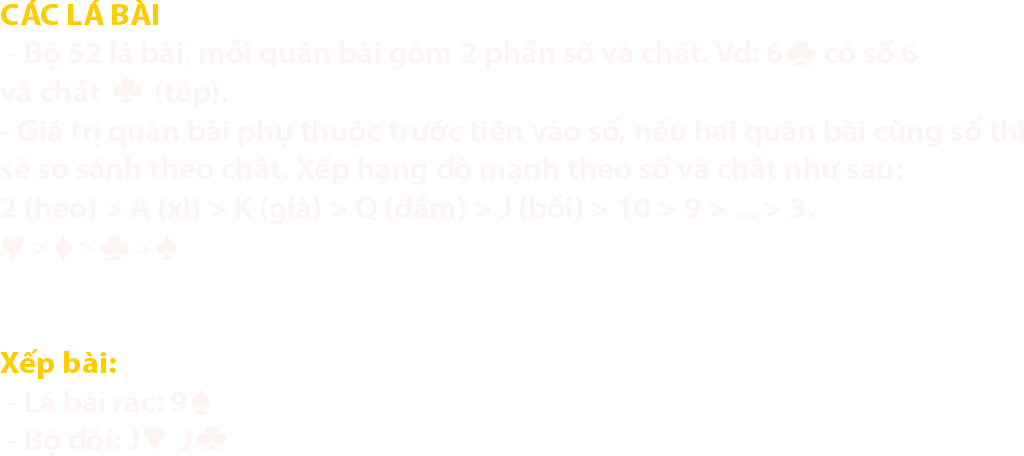 CÁC LÁ BÀI
- Bộ 52 lá bài, mỗi quân bài gồm 2 phần số và chất. Vd: 6♣ có số 6
và chất ♣ (tép).
- Giá trị quân bài phụ thuộc trước tiên vào số, nếu hai quân bài cùng số thì
sẽ so sánh theo chất. Xếp hạng độ mạnh theo số và chất như sau:
2 (heo) > A (xì) > K (già) > Q (đầm) > J (bồi) > 10 > 9 > ... > 3.
♥ > ♦ > ♣ > ♠
Xếp bài:
- Lá bài rác: 9♠
- Bộ đôi: J♥ J♣